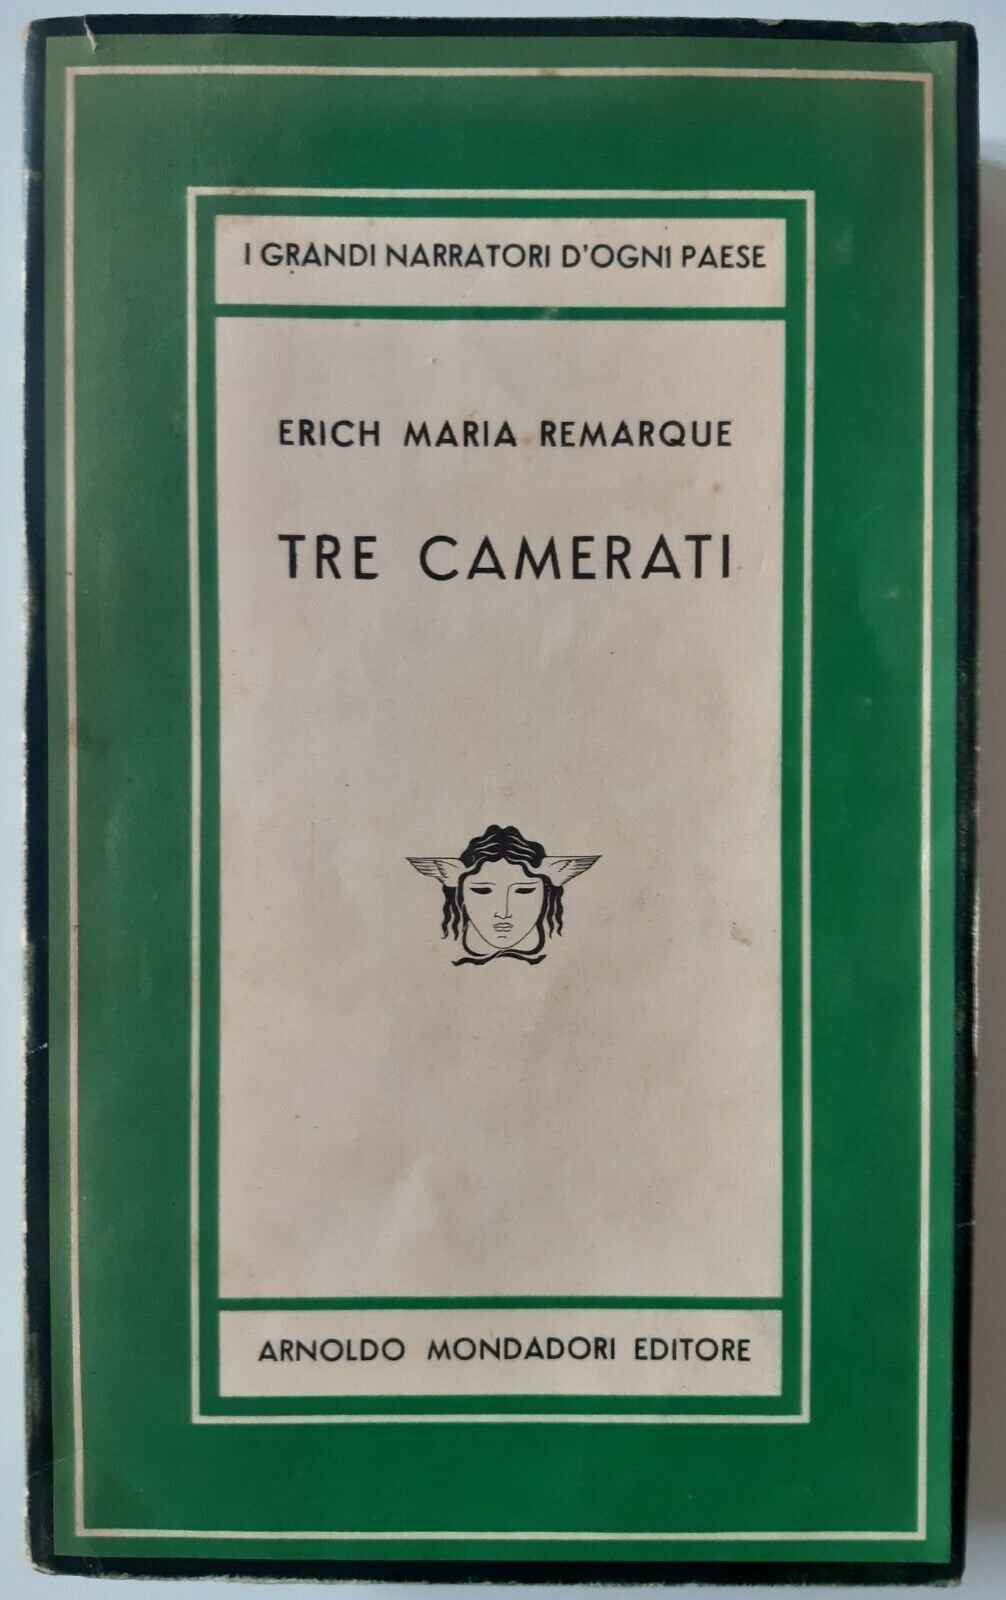 I GRANDI NARRATORI D'OGNI PAESE
ERICH MARIA REMARQUE
TRE CAMERATI
ARNOLDO MONDADORI EDITORE